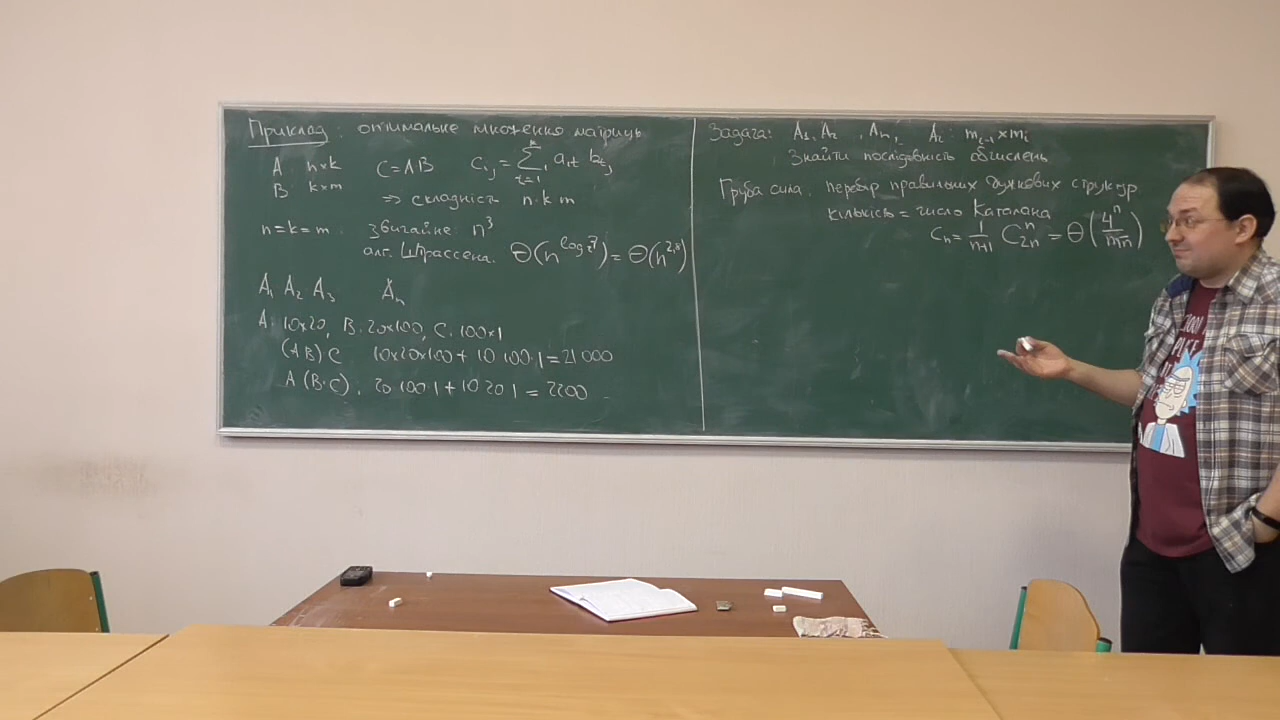 Приклад: оптимальне множення матриць
A: n×k
B: k×m
C=AB
C_ij = ∑_{t=1}^{k} a_it b_tj
⇒ складність n·k·m
n=k=m: звичайне: n³
алг. Штрассена: Θ(n^{log₂7}) = Θ(n^{2,8})
A₁ A₂ A₃ Aₙ
A: 10×20, B: 20×100, C: 100×1
(AB)C 10×20×100 + 10·100·1 = 21 000
A(B·C), 20·100·1 + 10·20·1 = 2200
Задача: A₁, A₂, Aₙ, Aᵢ: mᵢ₋₁×mᵢ
Знайти послідовність обчислень
Груба сила: перебір правильних дужкових структур
кількість = число Каталана
Cₙ = 1/(n+1) C_{2n}^{n} = Θ(4ⁿ/(n√n))